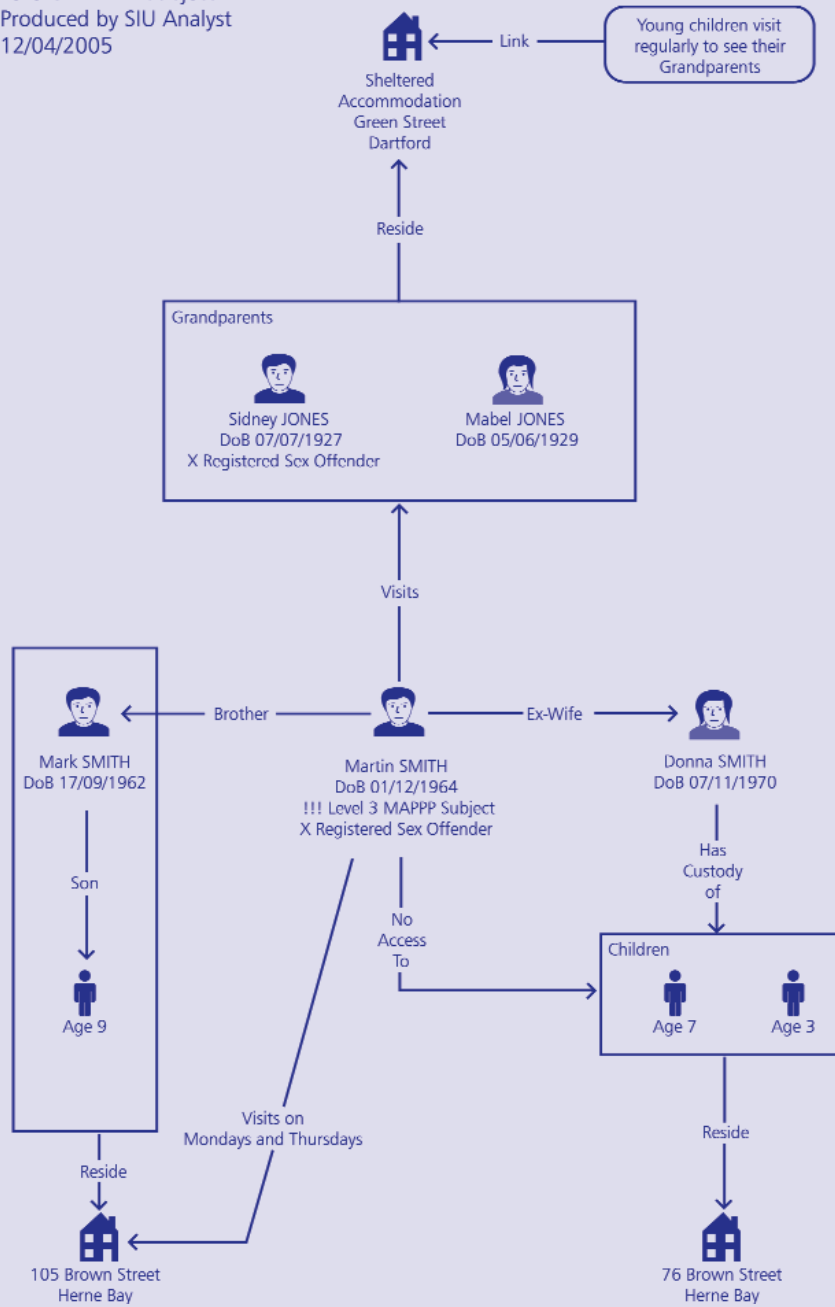 Produced by SIU Analyst
12/04/2005
Link
Young children visit
regularly to see their
Grandparents
Sheltered
Accommodation
Green Street
Dartford
Reside
Grandparents
Sidney JONES
DoB 07/07/1927
X Registered Sex Offender
Mabel JONES
DoB 05/06/1929
Visits
Brother
Ex-Wife
Mark SMITH
DoB 17/09/1962
Martin SMITH
DoB 01/12/1964
!!! Level 3 MAPPP Subject
X Registered Sex Offender
Donna SMITH
DoB 07/11/1970
Son
No
Access
To
Has
Custody
of
Age 9
Children
Age 7
Age 3
Visits on
Mondays and Thursdays
Reside
Reside
105 Brown Street
Herne Bay
76 Brown Street
Herne Bay